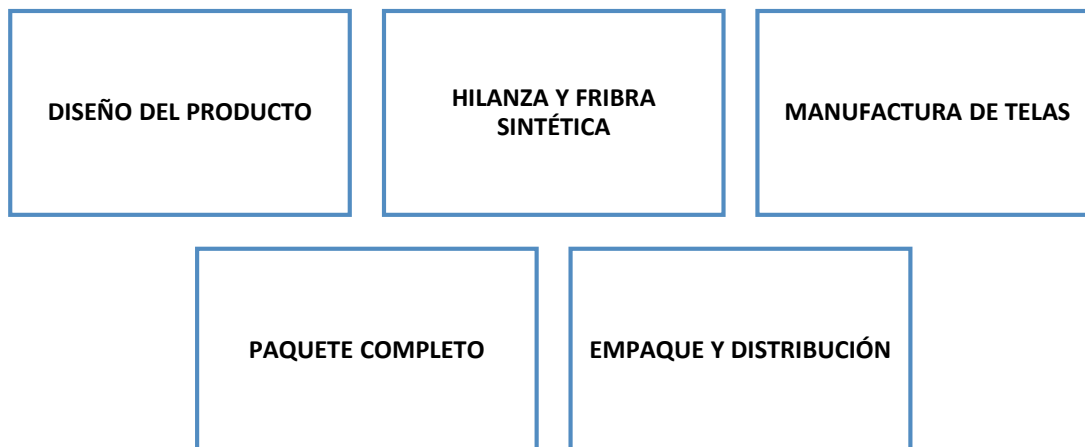 DISEÑO DEL PRODUCTO
HILANZA Y FRIBRA
SINTÉTICA
MANUFACTURA DE TELAS
PAQUETE COMPLETO
EMPAQUE Y DISTRIBUCIÓN